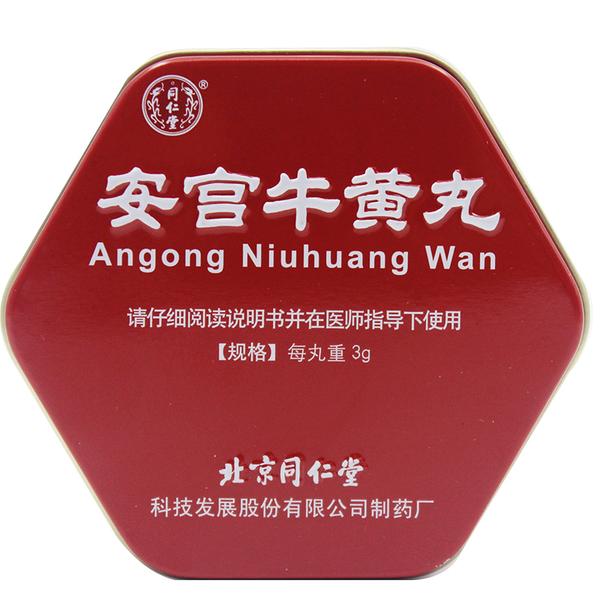 同仁堂®
安宫牛黄丸
Angong Niuhuang Wan
请仔细阅读说明书并在医师指导下使用
【规格】每丸重 3g
北京同仁堂
科技发展股份有限公司制药厂